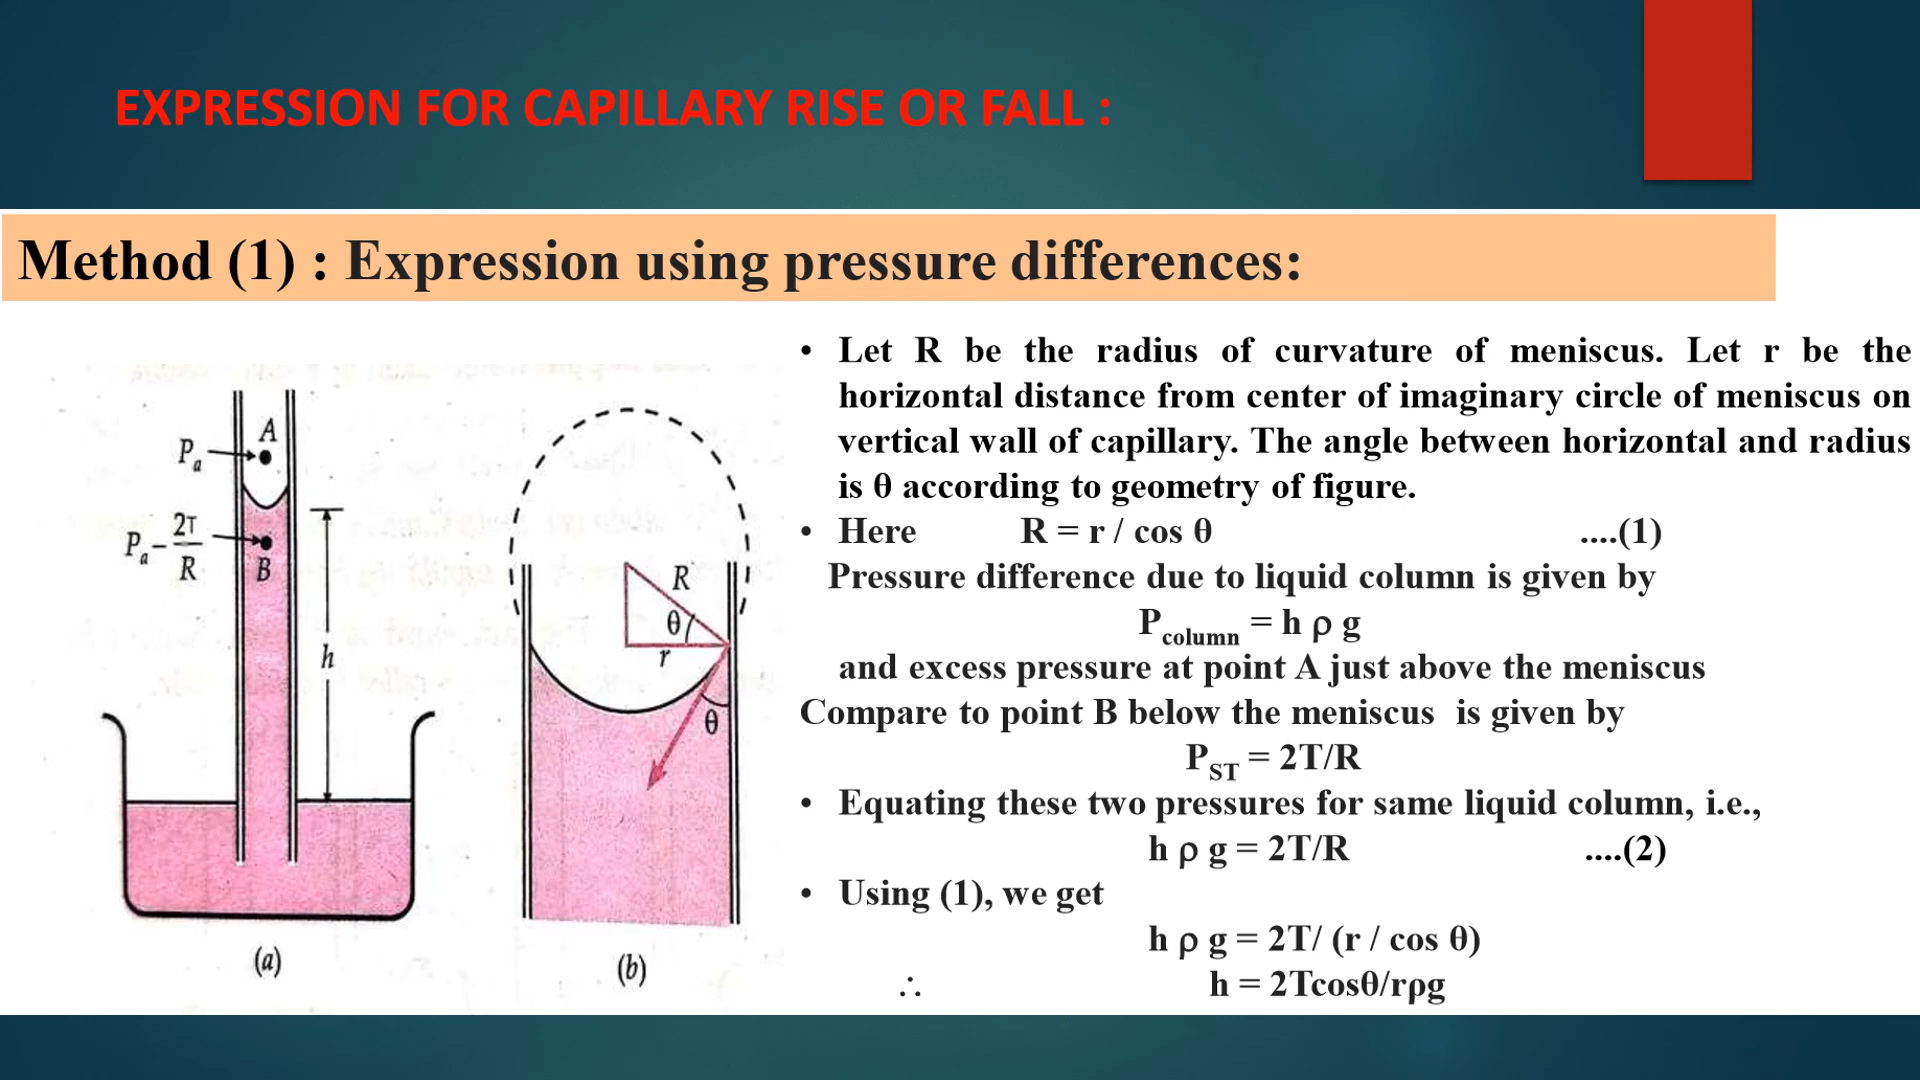 EXPRESSION FOR CAPILLARY RISE OR FALL :
Method (1) : Expression using pressure differences:
A
Pa
Pa – 2T/R
B
h
(a)
R
θ
r
θ
(b)
• Let R be the radius of curvature of meniscus. Let r be the
horizontal distance from center of imaginary circle of meniscus on
vertical wall of capillary. The angle between horizontal and radius
is θ according to geometry of figure.
• Here R = r / cos θ ....(1)
Pressure difference due to liquid column is given by
Pcolumn = h ρ g
and excess pressure at point A just above the meniscus
Compare to point B below the meniscus is given by
PST = 2T/R
• Equating these two pressures for same liquid column, i.e.,
h ρ g = 2T/R ....(2)
• Using (1), we get
h ρ g = 2T/ (r / cos θ)
∴ h = 2Tcosθ/rρg